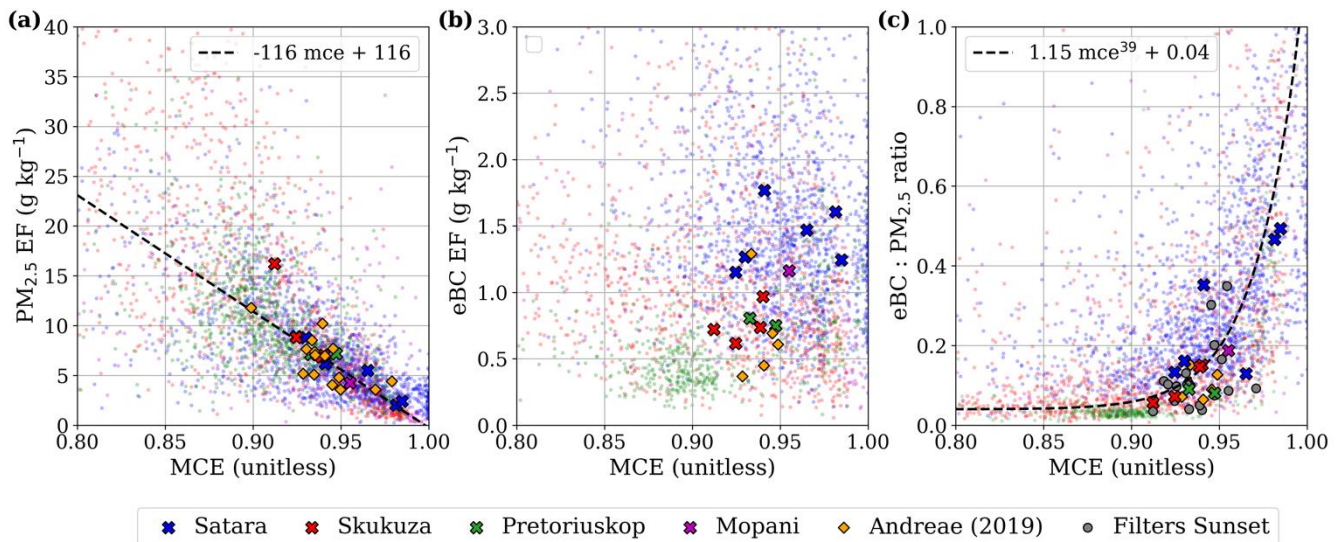 (a)
40
35
30
25
20
15
10
5
0
PM₂.₅ EF (g kg⁻¹)
-116 mce + 116
0.80 0.85 0.90 0.95 1.00
MCE (unitless)
(b)
3.0
2.5
2.0
1.5
1.0
0.5
0.0
eBC EF (g kg⁻¹)
0.80 0.85 0.90 0.95 1.00
MCE (unitless)
(c)
1.0
0.8
0.6
0.4
0.2
0.0
eBC : PM₂.₅ ratio
1.15 mce³⁹ + 0.04
0.80 0.85 0.90 0.95 1.00
MCE (unitless)
Satara Skukuza Pretoriuskop Mopani Andreae (2019) Filters Sunset